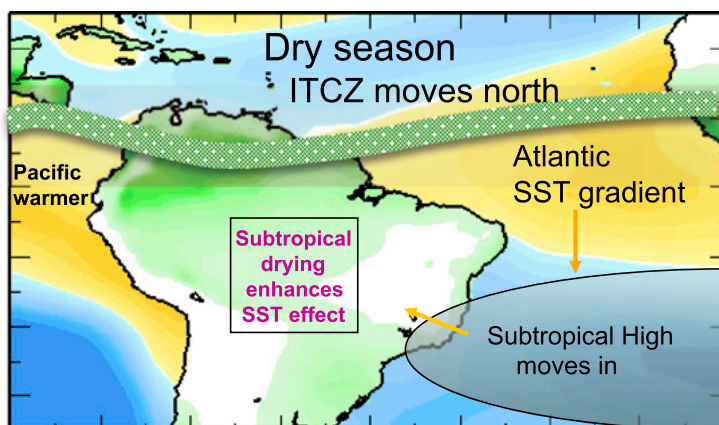 Dry season
ITCZ moves north
Atlantic
SST gradient
Pacific
warmer
Subtropical
drying
enhances
SST effect
Subtropical High
moves in